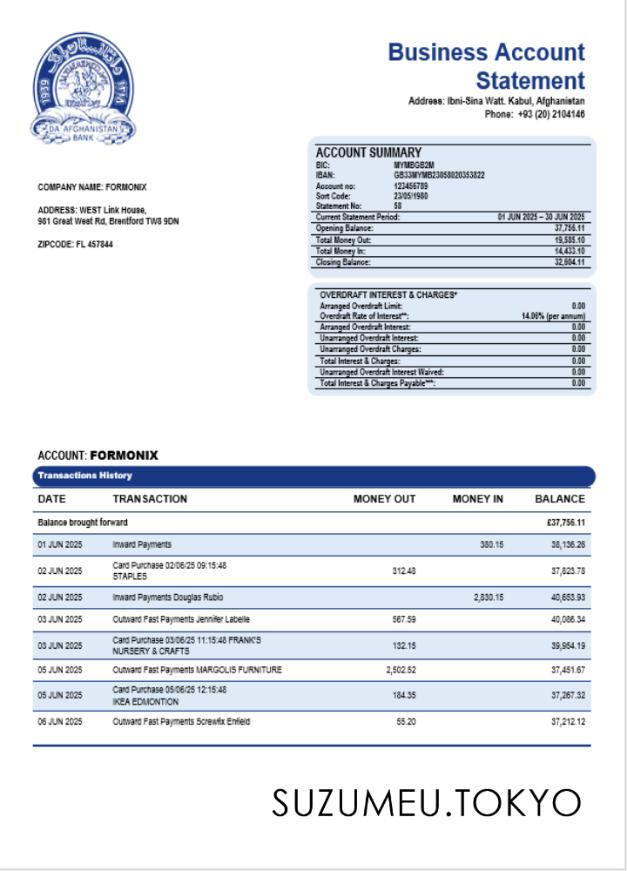 Business Account
Statement
Address: Ibni-Sina Watt. Kabul, Afghanistan
Phone: +93 (20) 2104146
1939
DA AFGHANISTAN
BANK
COMPANY NAME: FORMONIX
ADDRESS: WEST Link House,
981 Great West Rd, Brentford TW8 9DN
ZIPCODE: FL 457844
ACCOUNT SUMMARY
BIC: MYMBGB2M
IBAN: GB33MYMB23058020353822
Account no: 123456789
Sort Code: 23/05/1980
Statement No: 58
Current Statement Period: 01 JUN 2025 – 30 JUN 2025
Opening Balance: 37,756.11
Total Money Out: 19,585.10
Total Money In: 14,433.10
Closing Balance: 32,604.11
OVERDRAFT INTEREST & CHARGES*
Arranged Overdraft Limit: 0.00
Overdraft Rate of Interest**: 14.06% (per annum)
Arranged Overdraft Interest: 0.00
Unarranged Overdraft Interest: 0.00
Unarranged Overdraft Charges: 0.00
Total Interest & Charges: 0.00
Unarranged Overdraft Interest Waived: 0.00
Total Interest & Charges Payable***: 0.00
ACCOUNT: FORMONIX
Transactions History
DATE TRANSACTION MONEY OUT MONEY IN BALANCE
Balance brought forward £37,756.11
01 JUN 2025 Inward Payments 380.15 38,136.26
02 JUN 2025 Card Purchase 02/06/25 09:15:48 312.48 37,823.78
STAPLES
02 JUN 2025 Inward Payments Douglas Rubio 2,830.15 40,653.93
03 JUN 2025 Outward Fast Payments Jennifer Labelle 567.59 40,086.34
03 JUN 2025 Card Purchase 03/06/25 11:15:48 FRANK'S 132.15 39,954.19
NURSERY & CRAFTS
05 JUN 2025 Outward Fast Payments MARGOLIS FURNITURE 2,502.52 37,451.67
05 JUN 2025 Card Purchase 05/06/25 12:15:48 184.35 37,267.32
IKEA EDMONTION
06 JUN 2025 Outward Fast Payments Screwfix Enfield 55.20 37,212.12
SUZUMEU.TOKYO